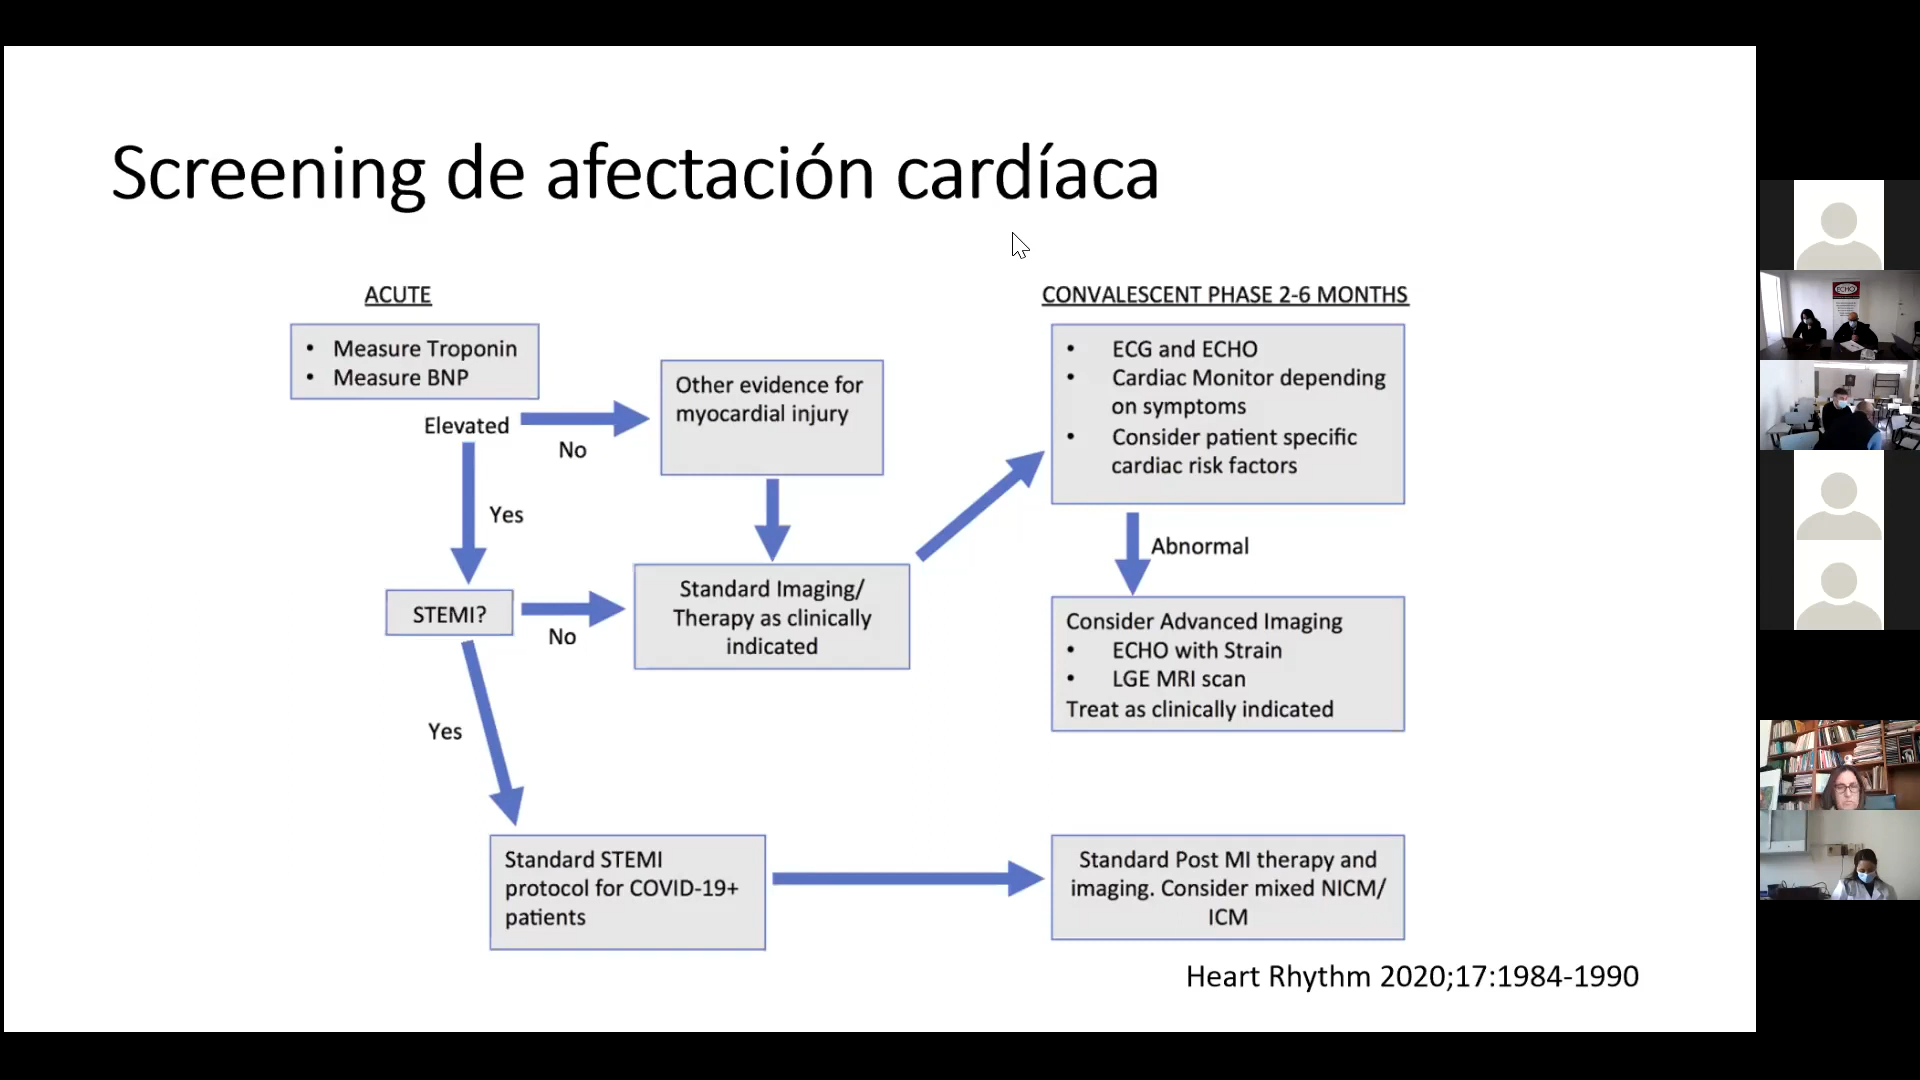 Screening de afectación cardíaca
ACUTE
• Measure Troponin
• Measure BNP
Elevated
No
Yes
Other evidence for
myocardial injury
STEMI?
No
Standard Imaging/
Therapy as clinically
indicated
Yes
Standard STEMI
protocol for COVID-19+
patients
CONVALESCENT PHASE 2-6 MONTHS
• ECG and ECHO
• Cardiac Monitor depending
on symptoms
• Consider patient specific
cardiac risk factors
Abnormal
Consider Advanced Imaging
• ECHO with Strain
• LGE MRI scan
Treat as clinically indicated
Standard Post MI therapy and
imaging. Consider mixed NICM/
ICM
Heart Rhythm 2020;17:1984-1990
ECHO